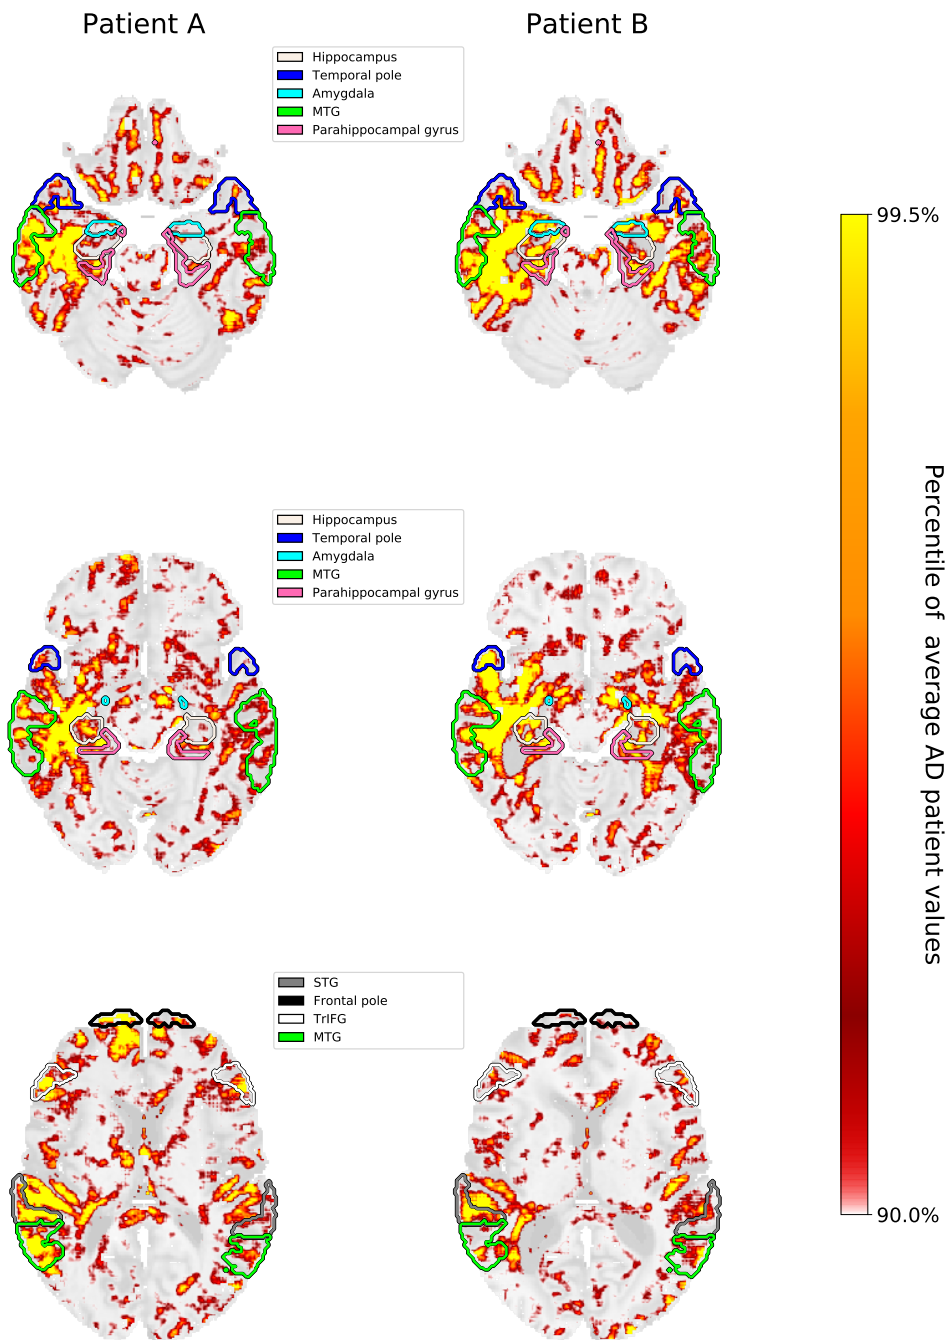 Patient A
Patient B
Hippocampus
Temporal pole
Amygdala
MTG
Parahippocampal gyrus
99.5%
Percentile of average AD patient values
90.0%
Hippocampus
Temporal pole
Amygdala
MTG
Parahippocampal gyrus
STG
Frontal pole
TrIFG
MTG